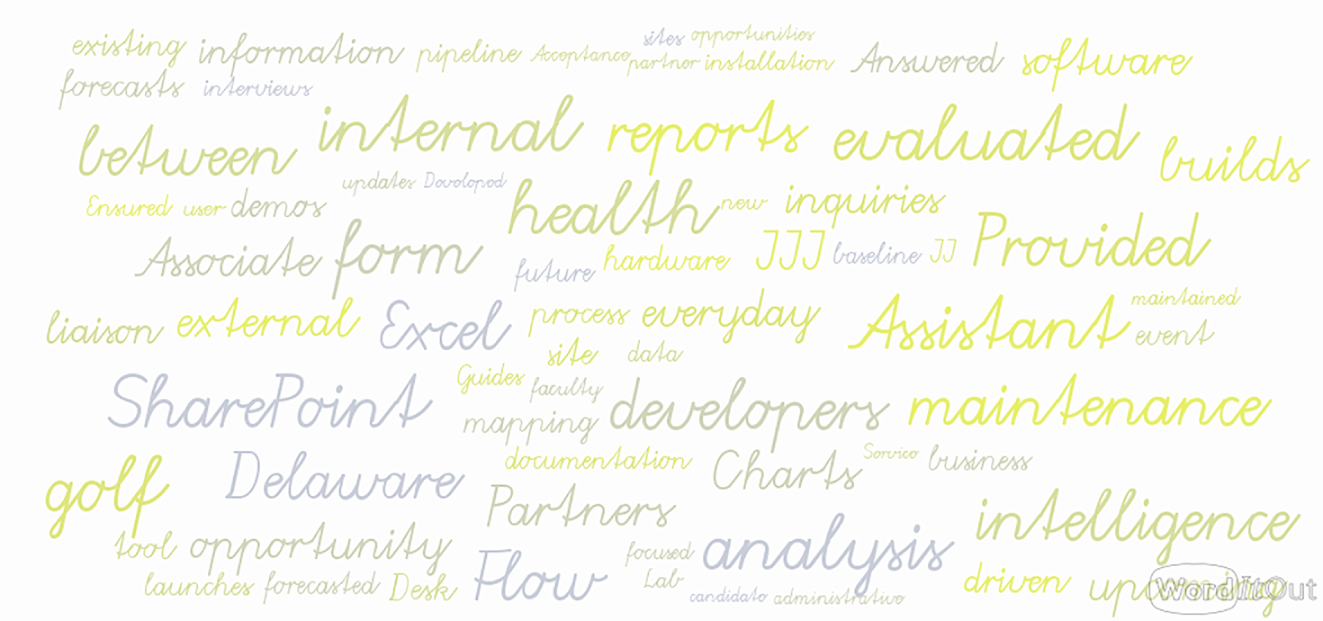 existing information pipeline Acceptance sites opportunities
partner installation Answered software
forecasts interviews
between internal reports evaluated builds
updates Developed
Ensured user demos health new inquiries
Associate form future hardware JJJ baseline JJ Provided
liaison external Excel process everyday Assistant maintained
event
site data
SharePoint Guides faculty
mapping developers maintenance
golf Delaware documentation Charts Service business
Partners intelligence
tool opportunity Flow focused analysis
launches forecasted Desk Lab driven
candidate administrative
WordItOut